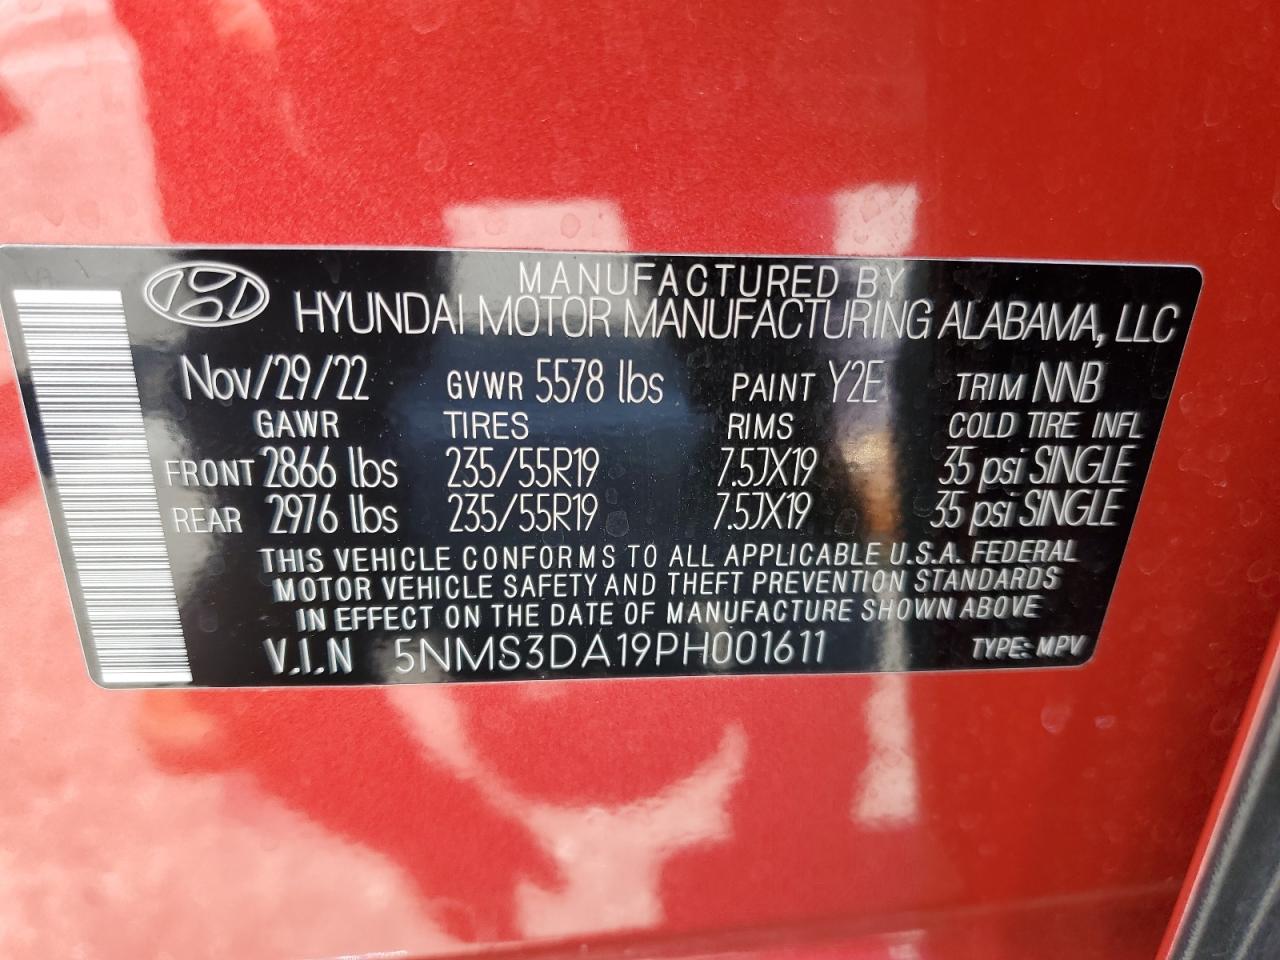 MANUFACTURED BY
HYUNDAI MOTOR MANUFACTURING ALABAMA, LLC
Nov/29/22 GVWR 5578 lbs PAINT Y2E TRIM NNB
GAWR TIRES RIMS COLD TIRE INFL
FRONT 2866 lbs 235/55R19 7.5JX19 35 psi SINGLE
REAR 2976 lbs 235/55R19 7.5JX19 35 psi SINGLE
THIS VEHICLE CONFORMS TO ALL APPLICABLE U.S.A. FEDERAL
MOTOR VEHICLE SAFETY AND THEFT PREVENTION STANDARDS
IN EFFECT ON THE DATE OF MANUFACTURE SHOWN ABOVE
V.I.N 5NMS3DA19PH001611 TYPE: MPV